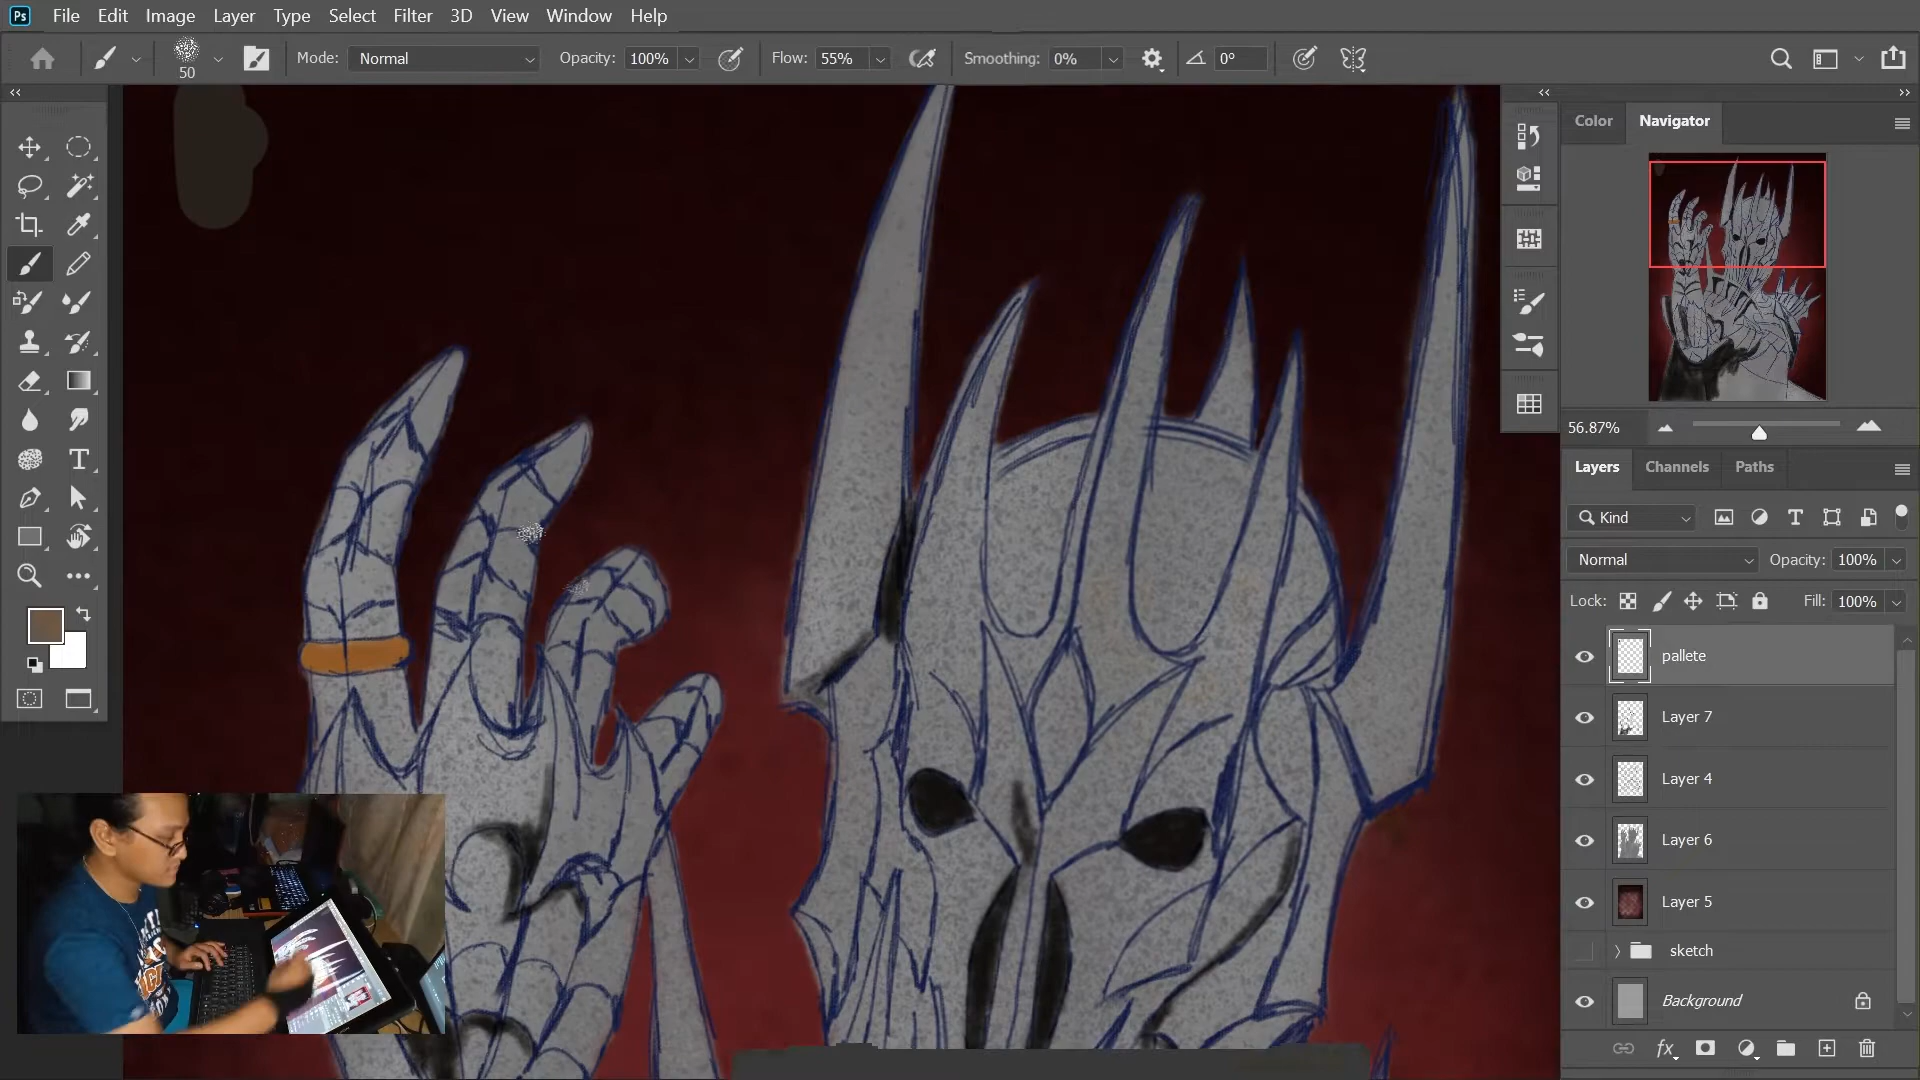 Ps File Edit Image Layer Type Select Filter 3D View Window Help
50 Mode: Normal Opacity: 100% Flow: 55% Smoothing: 0% 0°
Color Navigator
56.87%
Layers Channels Paths
Kind
Normal Opacity: 100%
Lock: Fill: 100%
pallete
Layer 7
Layer 4
Layer 6
Layer 5
sketch
Background